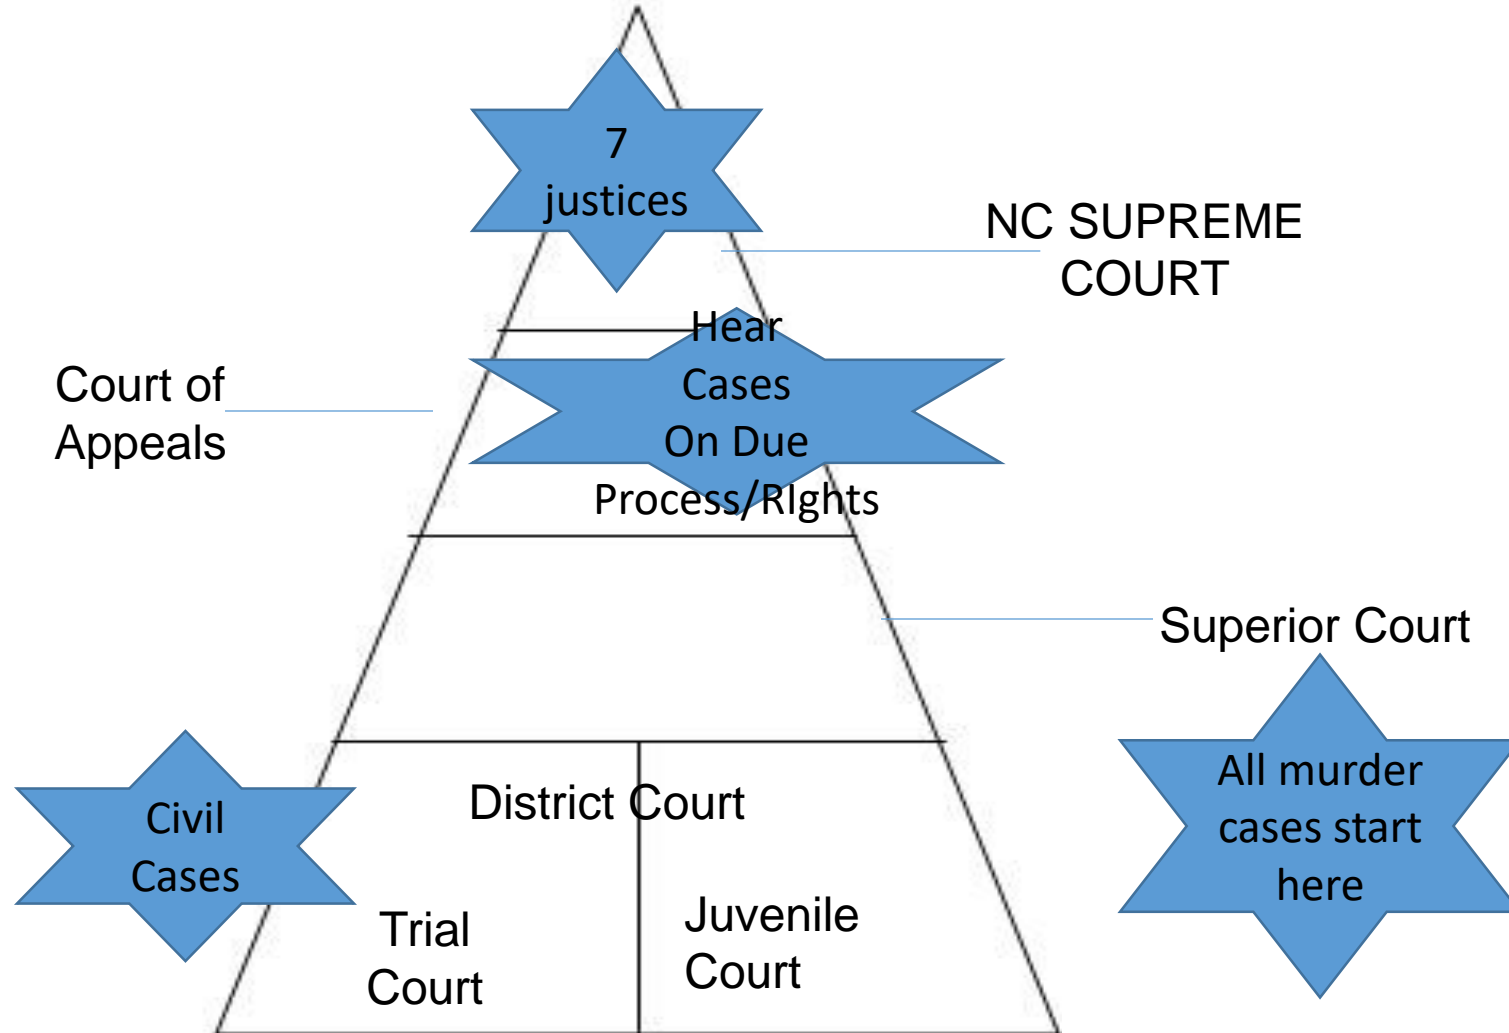 7
justices
NC SUPREME
COURT
Hear
Cases
On Due
Process/RIghts
Court of
Appeals
Superior Court
All murder
cases start
here
District Court
Civil
Cases
Trial
Court
Juvenile
Court